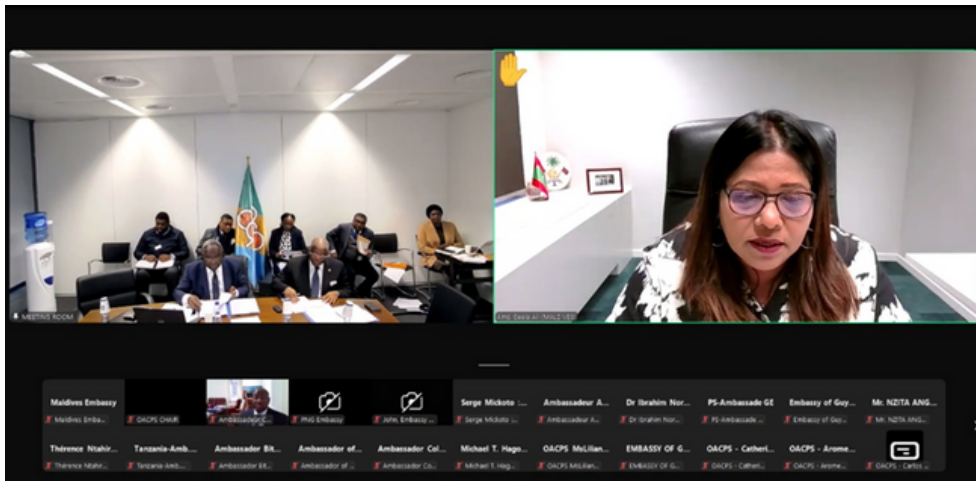 MEETING ROOM
Maldives Embassy
Maldives Emba...
OACPS CHAIR
Ambassadeur C...
PNG Embassy
John, Embassy ...
Serge Mickoto :...
Serge Mickoto :...
Ambassadeur A...
Ambassadeur A...
Dr Ibrahim Nor...
Dr Ibrahim Nor...
PS-Ambassade GE
PS-Ambassade ...
Embassy of Guy...
Embassy of Guy...
Mr. NZITA ANG...
Mr. NZITA ANG...
Thérence Ntahir...
Thérence Ntahir...
Tanzania-Amb...
Tanzania-Amb...
Ambassador Bit...
Ambassador Bit...
Ambassador of...
Ambassador of ...
Ambassador Col...
Ambassador Co...
Michael T. Hago...
Michael T. Hag...
OACPS McLilian...
OACPS McLilian...
EMBASSY OF G...
EMBASSY OF G...
OACPS - Catheri...
OACPS - Catheri...
OACPS - Arome...
OACPS - Arome...
OACPS - Carlos ...